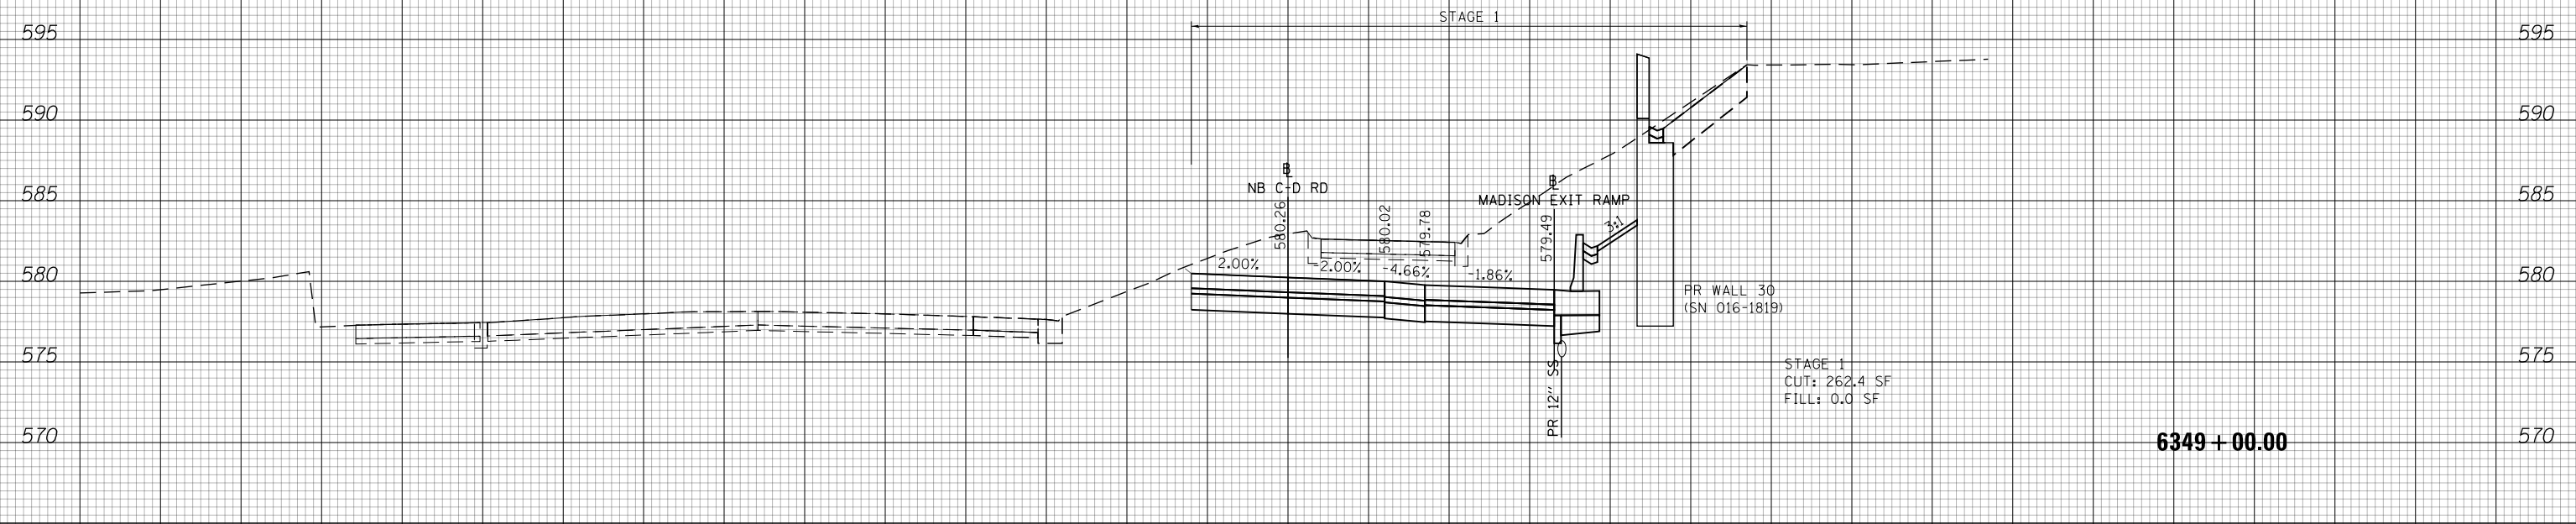 STAGE 1
595 595
590 590
585 585
580 580
575 575
570 570
BL
NB C-D RD
580.26
580.02
579.78
BL
MADISON EXIT RAMP
579.49
3:1
2.00%
-2.00%
-4.66%
-1.86%
PR WALL 30
(SN 016-1819)
PR 12" SS
STAGE 1
CUT: 262.4 SF
FILL: 0.0 SF
6349 + 00.00